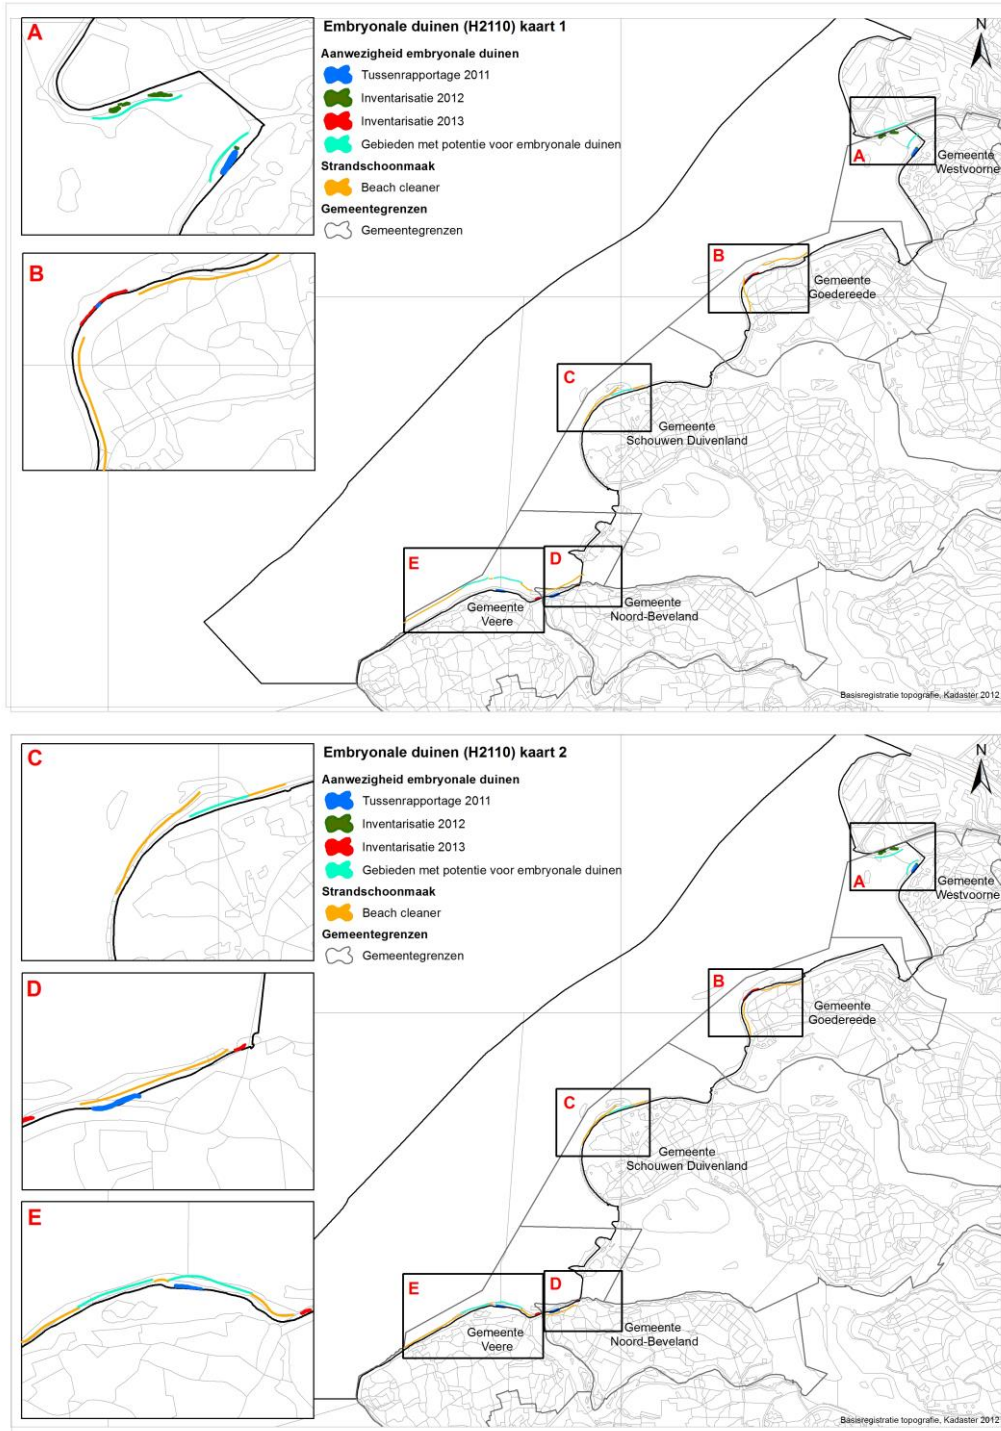 A
Embryonale duinen (H2110) kaart 1
Aanwezigheid embryonale duinen
Tussenrapportage 2011
Inventarisatie 2012
Inventarisatie 2013
Gebieden met potentie voor embryonale duinen
Strandschoonmaak
Beach cleaner
Gemeentegrenzen
Gemeentegrenzen
N
A
Gemeente
Westvoorne
B
B
Gemeente
Goedereede
C
Gemeente
Schouwen Duivenland
E
D
Gemeente
Veere
Gemeente
Noord-Beveland
Basisregistratie topografie, Kadaster 2012
C
Embryonale duinen (H2110) kaart 2
Aanwezigheid embryonale duinen
Tussenrapportage 2011
Inventarisatie 2012
Inventarisatie 2013
Gebieden met potentie voor embryonale duinen
Strandschoonmaak
Beach cleaner
Gemeentegrenzen
Gemeentegrenzen
N
A
Gemeente
Westvoorne
D
B
Gemeente
Goedereede
C
Gemeente
Schouwen Duivenland
E
E
D
Gemeente
Veere
Gemeente
Noord-Beveland
Basisregistratie topografie, Kadaster 2012